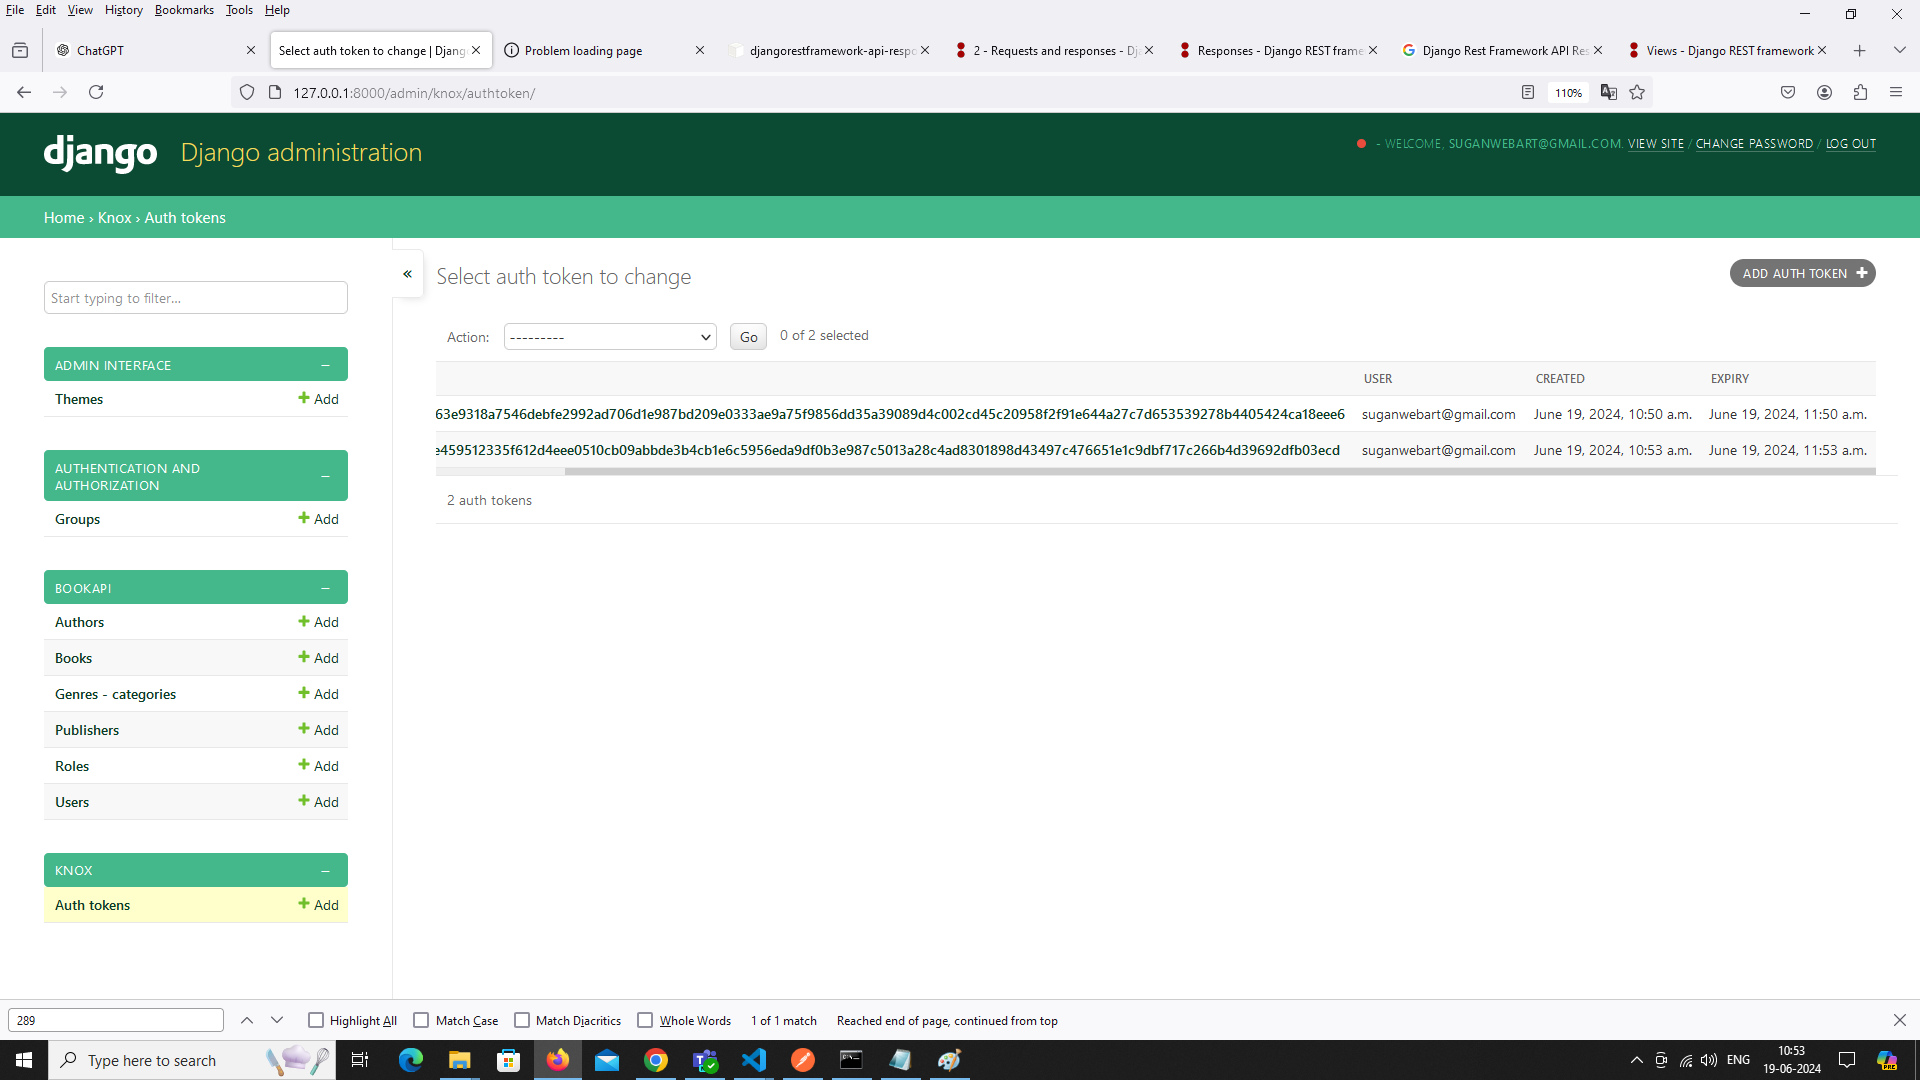 File Edit View History Bookmarks Tools Help
ChatGPT
Select auth token to change | Djang
Problem loading page
djangorestframework-api-respo
2 - Requests and responses - Dj
Responses - Django REST frame
Django Rest Framework API Res
Views - Django REST framework
127.0.0.1:8000/admin/knox/authtoken/
110%
django
Django administration
- WELCOME, SUGANWEBART@GMAIL.COM. VIEW SITE / CHANGE PASSWORD / LOG OUT
Home › Knox › Auth tokens
Start typing to filter...
ADMIN INTERFACE –
Themes + Add
AUTHENTICATION AND
AUTHORIZATION –
Groups + Add
BOOKAPI –
Authors + Add
Books + Add
Genres - categories + Add
Publishers + Add
Roles + Add
Users + Add
KNOX –
Auth tokens + Add
«
Select auth token to change
ADD AUTH TOKEN +
Action: --------- Go 0 of 2 selected
USER CREATED EXPIRY
63e9318a7546debfe2992ad706d1e987bd209e0333ae9a75f9856dd35a39089d4c002cd45c20958f2f91e644a27c7d653539278b4405424ca18eee6 suganwebart@gmail.com June 19, 2024, 10:50 a.m. June 19, 2024, 11:50 a.m.
e459512335f612d4eee0510cb09abbde3b4cb1e6c5956eda9df0b3e987c5013a28c4ad8301898d43497c476651e1c9dbf717c266b4d39692dfb03ecd suganwebart@gmail.com June 19, 2024, 10:53 a.m. June 19, 2024, 11:53 a.m.
2 auth tokens
289 Highlight All Match Case Match Diacritics Whole Words 1 of 1 match Reached end of page, continued from top
Type here to search
ENG
10:53
19-06-2024
PRE